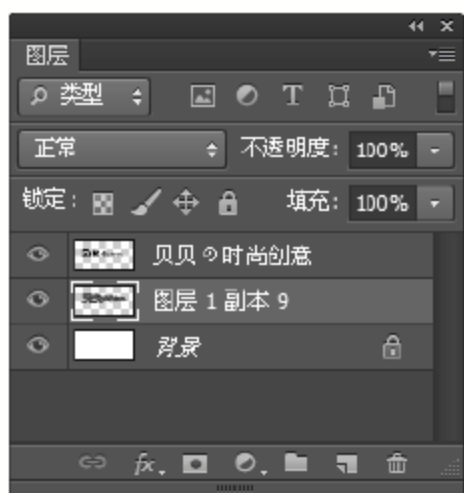 图层
类型
T
正常 不透明度: 100%
锁定: 填充: 100%
贝贝の时尚创意
图层 1 副本 9
背景
fx.